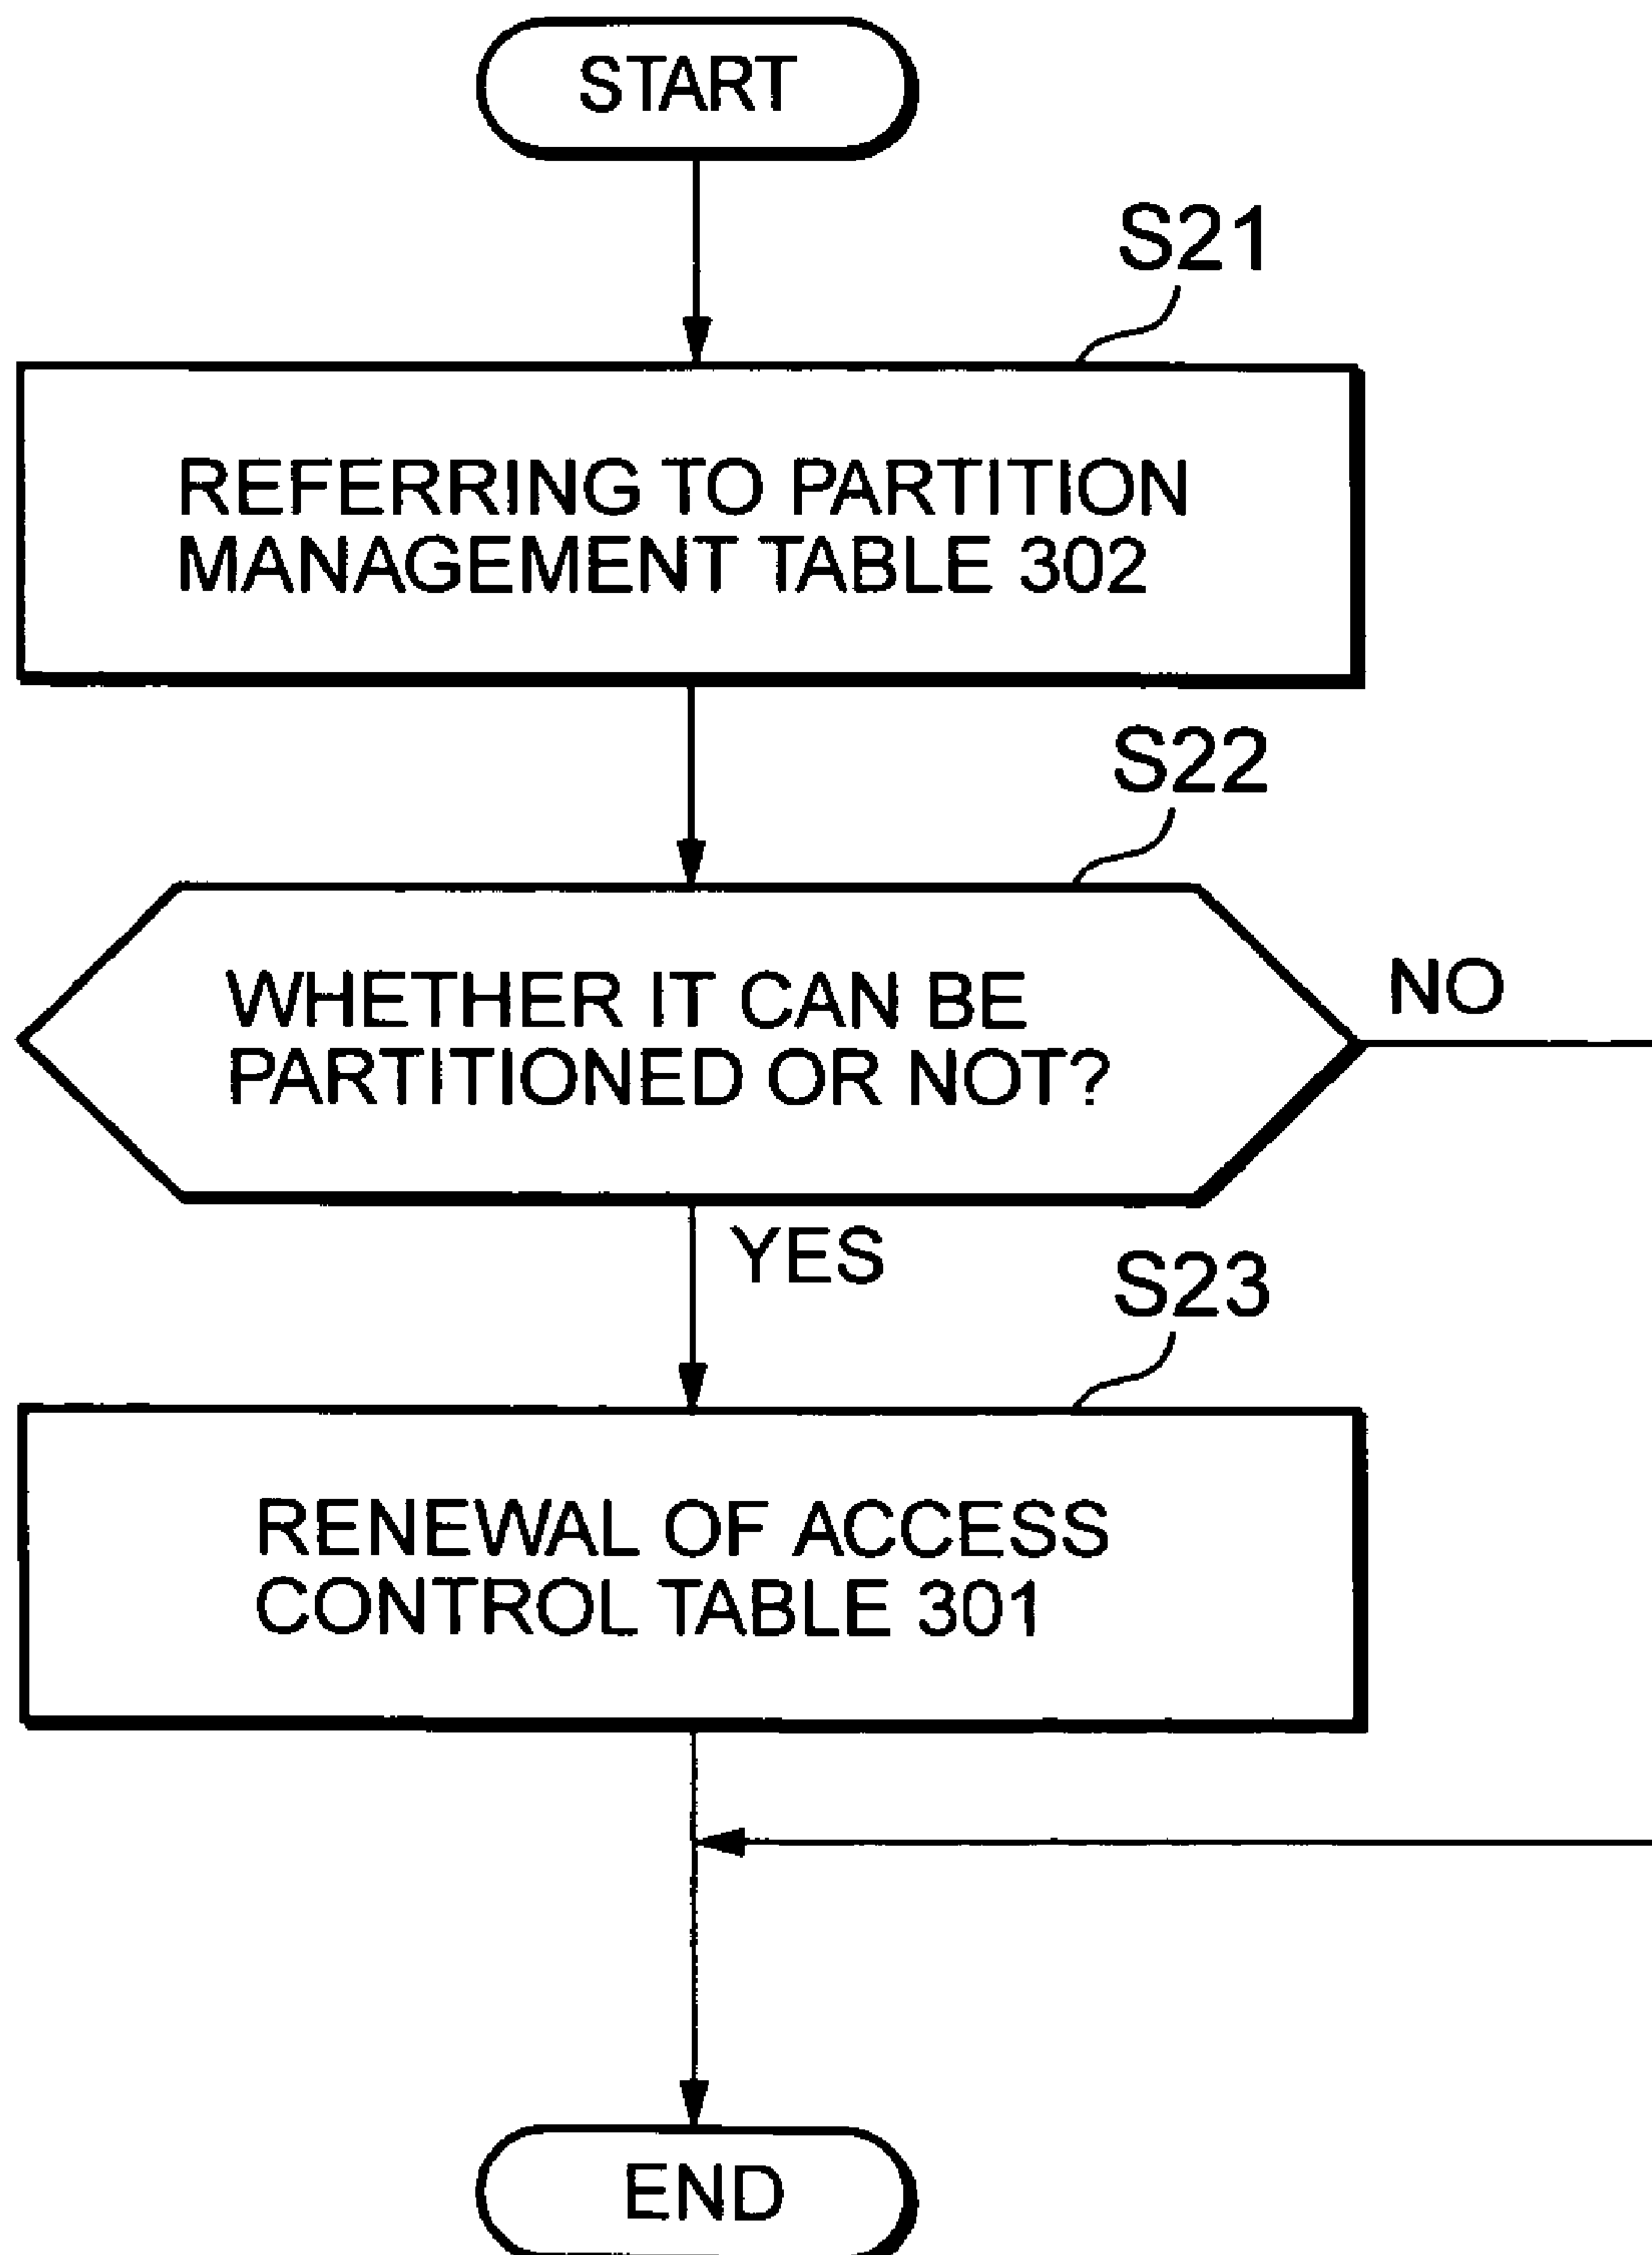 START
S21
REFERRING TO PARTITION
MANAGEMENT TABLE 302
S22
WHETHER IT CAN BE
PARTITIONED OR NOT?
NO
YES
S23
RENEWAL OF ACCESS
CONTROL TABLE 301
END